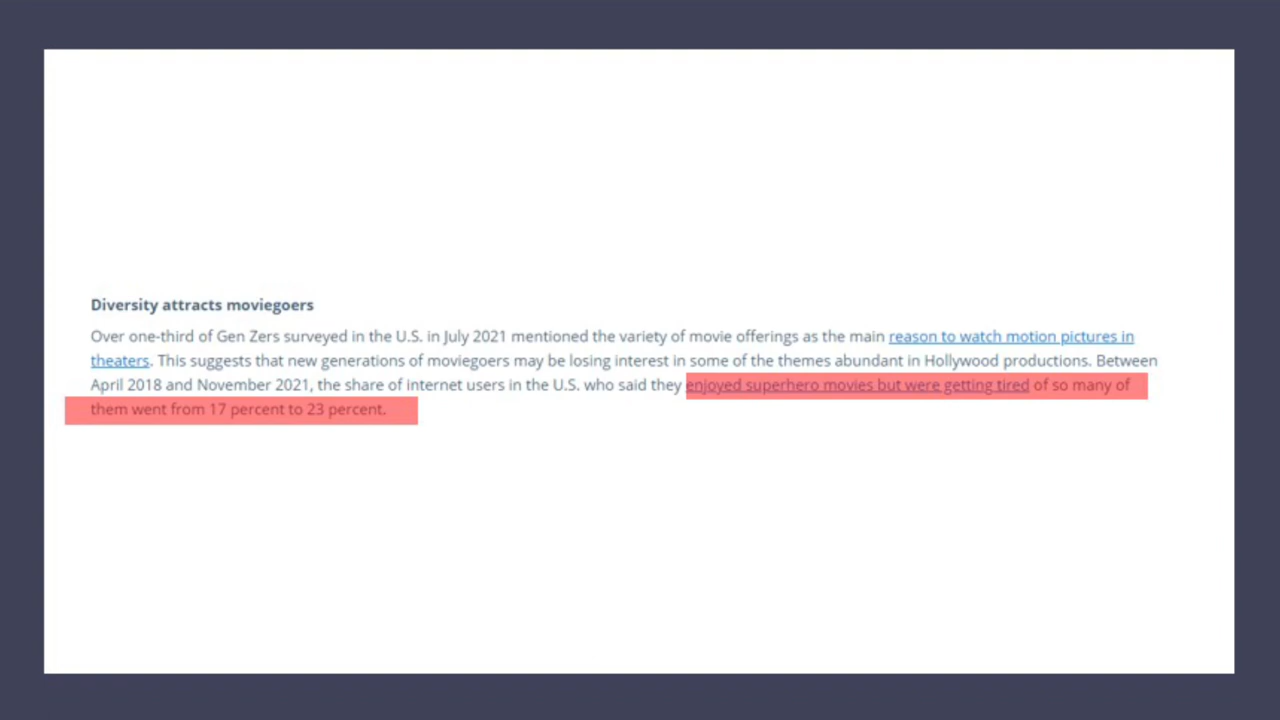 Diversity attracts moviegoers
Over one-third of Gen Zers surveyed in the U.S. in July 2021 mentioned the variety of movie offerings as the main reason to watch motion pictures in
theaters. This suggests that new generations of moviegoers may be losing interest in some of the themes abundant in Hollywood productions. Between
April 2018 and November 2021, the share of internet users in the U.S. who said they enjoyed superhero movies but were getting tired of so many of
them went from 17 percent to 23 percent.